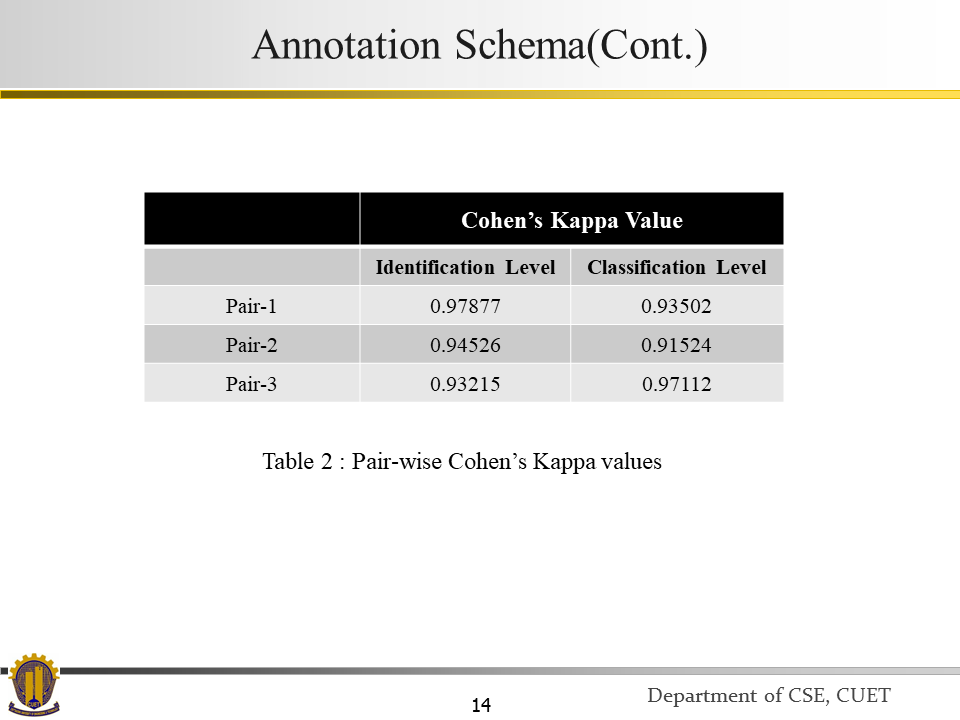 Annotation Schema(Cont.)
Cohen's Kappa Value
Identification Level Classification Level
Pair-1 0.97877 0.93502
Pair-2 0.94526 0.91524
Pair-3 0.93215 0.97112
Table 2 : Pair-wise Cohen's Kappa values
CUET
14
Department of CSE, CUET